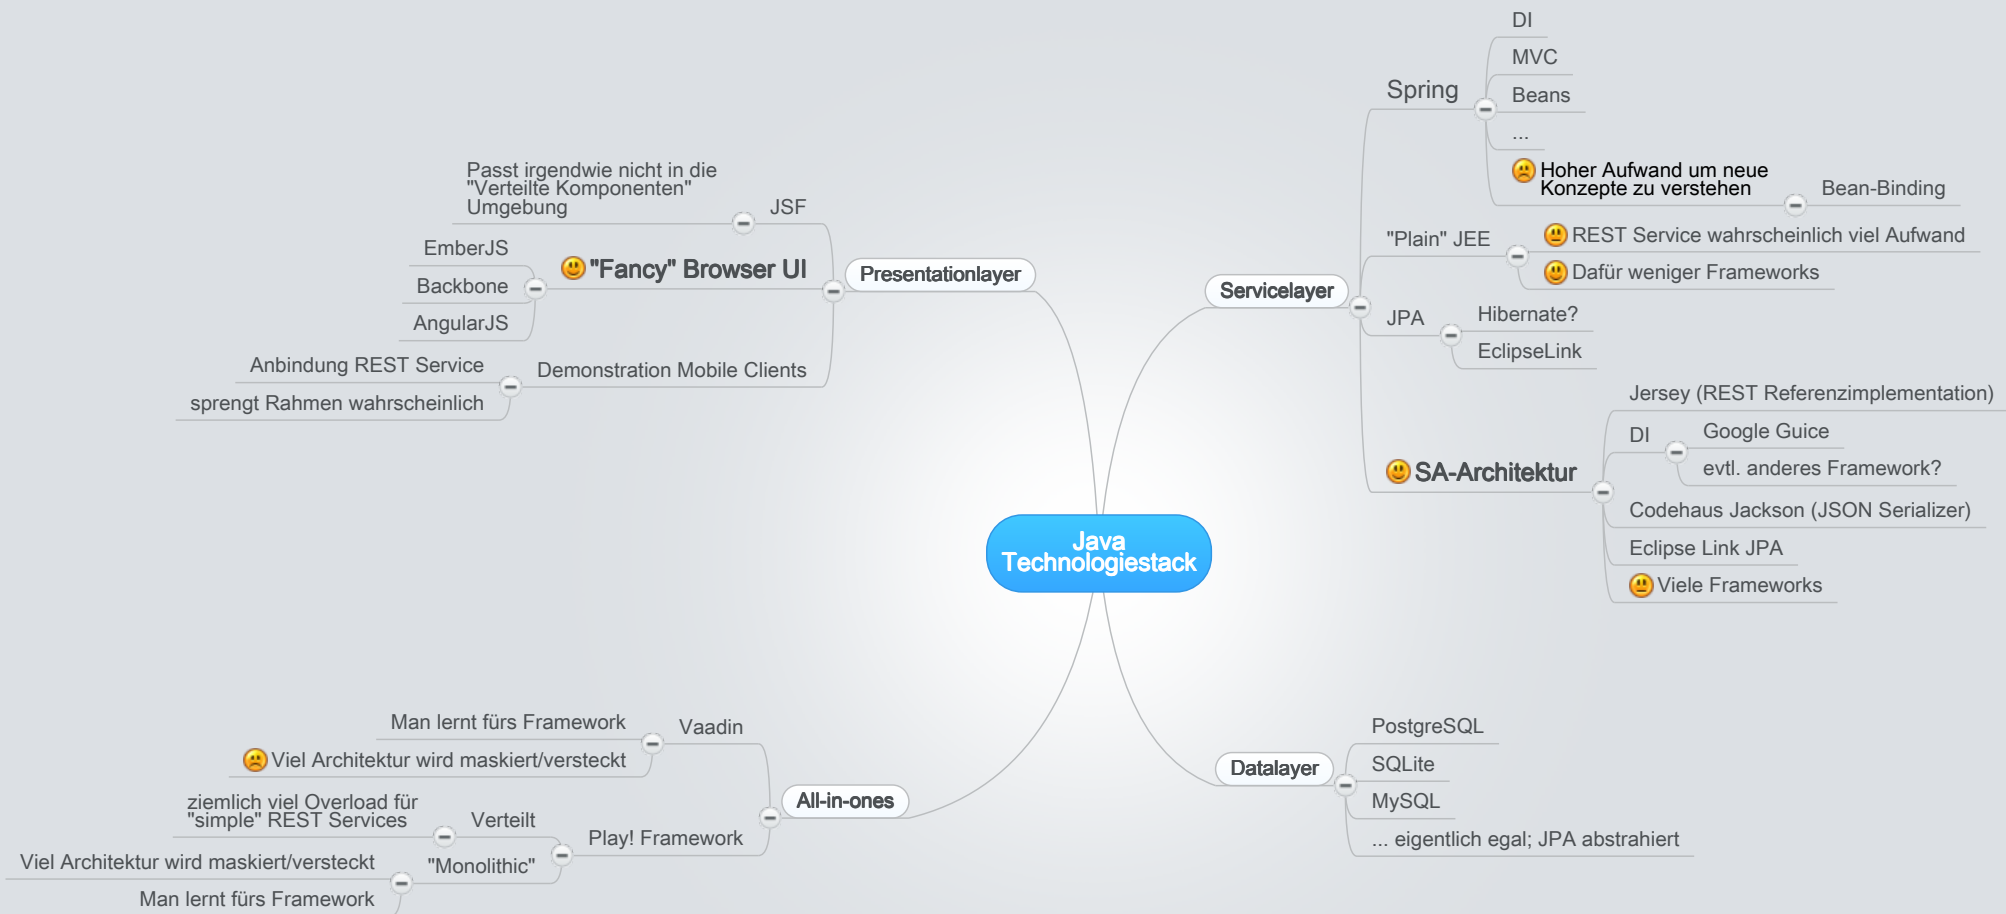 Java
Technologiestack
Presentationlayer
JSF
Passt irgendwie nicht in die
"Verteilte Komponenten"
Umgebung
"Fancy" Browser UI
EmberJS
Backbone
AngularJS
Demonstration Mobile Clients
Anbindung REST Service
sprengt Rahmen wahrscheinlich
Servicelayer
Spring
DI
MVC
Beans
...
Hoher Aufwand um neue
Konzepte zu verstehen
Bean-Binding
"Plain" JEE
REST Service wahrscheinlich viel Aufwand
Dafür weniger Frameworks
JPA
Hibernate?
EclipseLink
SA-Architektur
Jersey (REST Referenzimplementation)
DI
Google Guice
evtl. anderes Framework?
Codehaus Jackson (JSON Serializer)
Eclipse Link JPA
Viele Frameworks
All-in-ones
Vaadin
Man lernt fürs Framework
Viel Architektur wird maskiert/versteckt
Play! Framework
Verteilt
ziemlich viel Overload für
"simple" REST Services
"Monolithic"
Viel Architektur wird maskiert/versteckt
Man lernt fürs Framework
Datalayer
PostgreSQL
SQLite
MySQL
... eigentlich egal; JPA abstrahiert